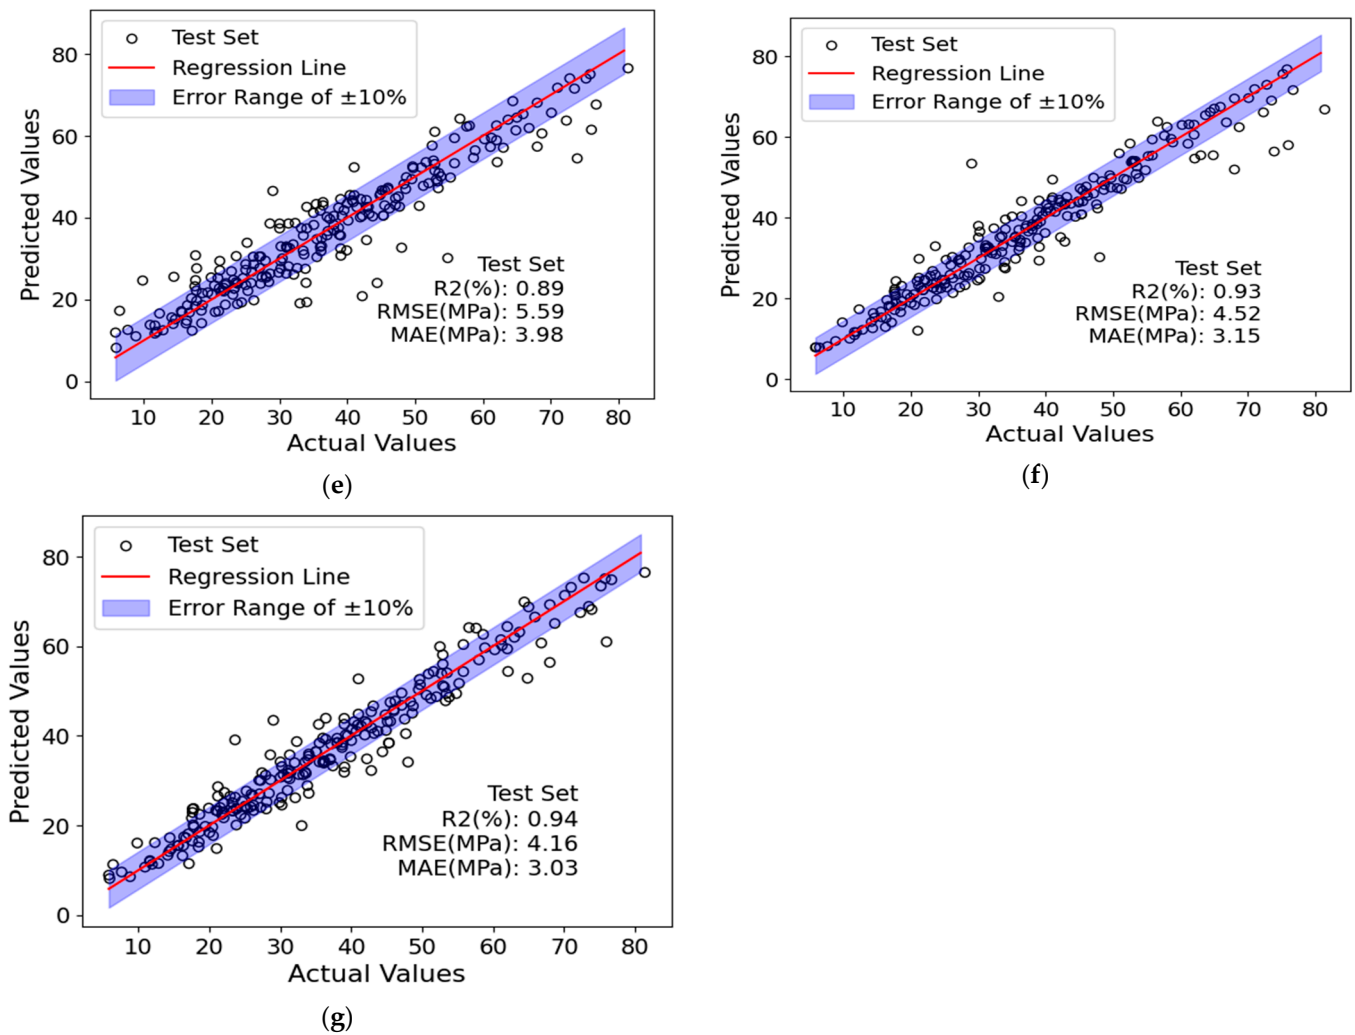 Test Set
Regression Line
Error Range of ±10%
Predicted Values
80
60
40
20
0
Test Set
R2(%): 0.89
RMSE(MPa): 5.59
MAE(MPa): 3.98
10 20 30 40 50 60 70 80
Actual Values
(e)
Test Set
Regression Line
Error Range of ±10%
Predicted Values
80
60
40
20
0
Test Set
R2(%): 0.93
RMSE(MPa): 4.52
MAE(MPa): 3.15
10 20 30 40 50 60 70 80
Actual Values
(f)
Test Set
Regression Line
Error Range of ±10%
Predicted Values
80
60
40
20
0
Test Set
R2(%): 0.94
RMSE(MPa): 4.16
MAE(MPa): 3.03
10 20 30 40 50 60 70 80
Actual Values
(g)